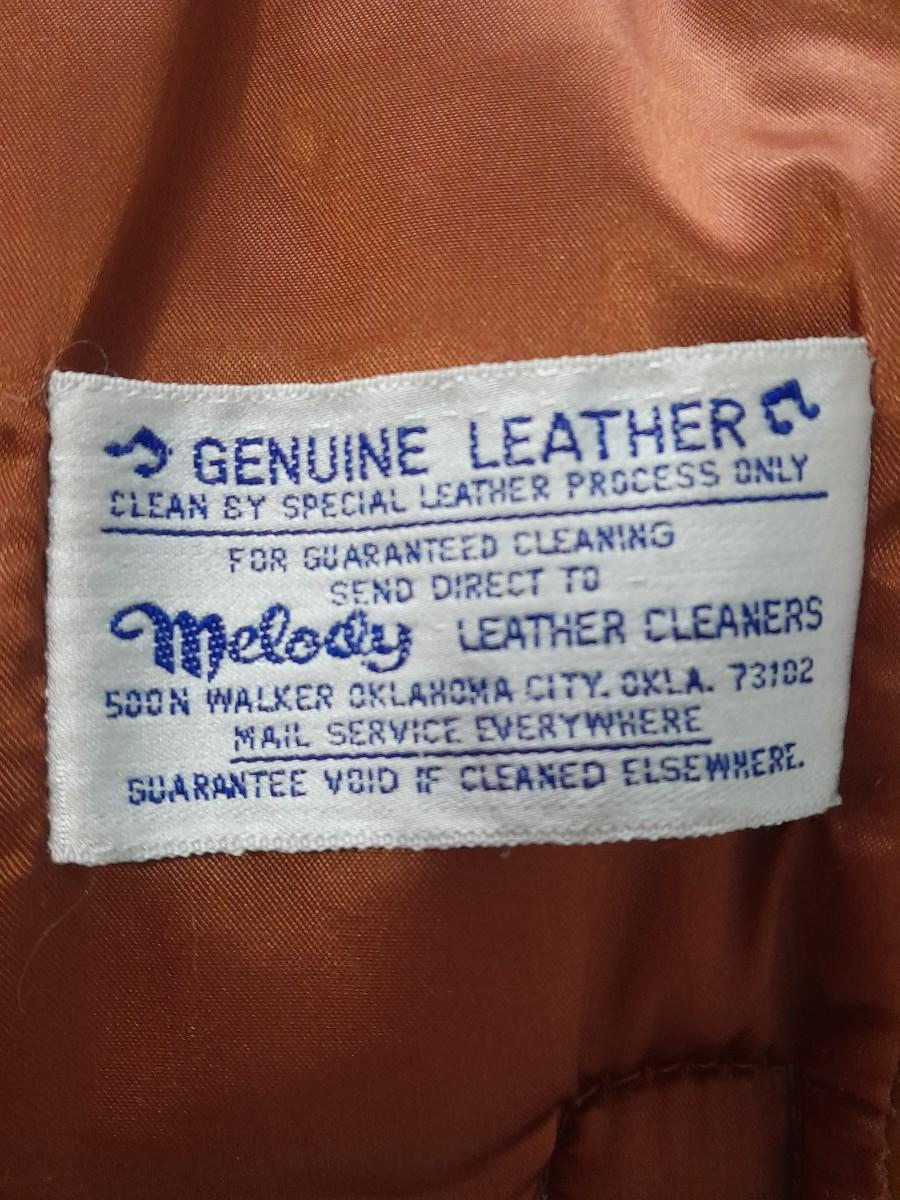 GENUINE LEATHER
CLEAN BY SPECIAL LEATHER PROCESS ONLY
FOR GUARANTEED CLEANING
SEND DIRECT TO
Melody LEATHER CLEANERS
500 N WALKER OKLAHOMA CITY. OKLA. 73102
MAIL SERVICE EVERYWHERE
GUARANTEE VOID IF CLEANED ELSEWHERE.